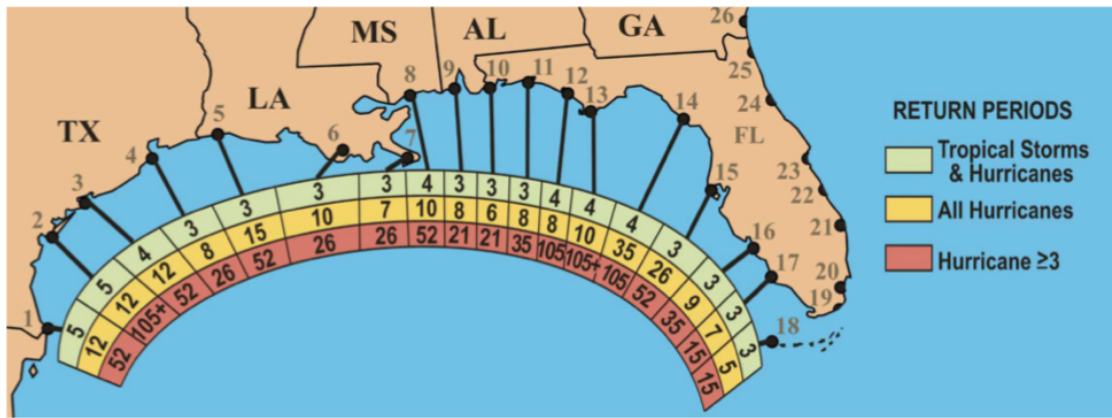 MS
AL
GA
26
TX
LA
FL
1
2
3
4
5
6
7
8
9
10
11
12
13
14
15
16
17
18
19
20
21
22
23
24
25
5 5 4 3 3 3 3 4 3 3 3 4 4 4 3 3 3 3
12 12 12 8 15 10 7 10 8 6 8 8 10 35 26 9 7 5
52 105+ 52 26 52 26 26 52 21 21 35 105 105+ 105 52 35 15 15
RETURN PERIODS
Tropical Storms
& Hurricanes
All Hurricanes
Hurricane ≥3